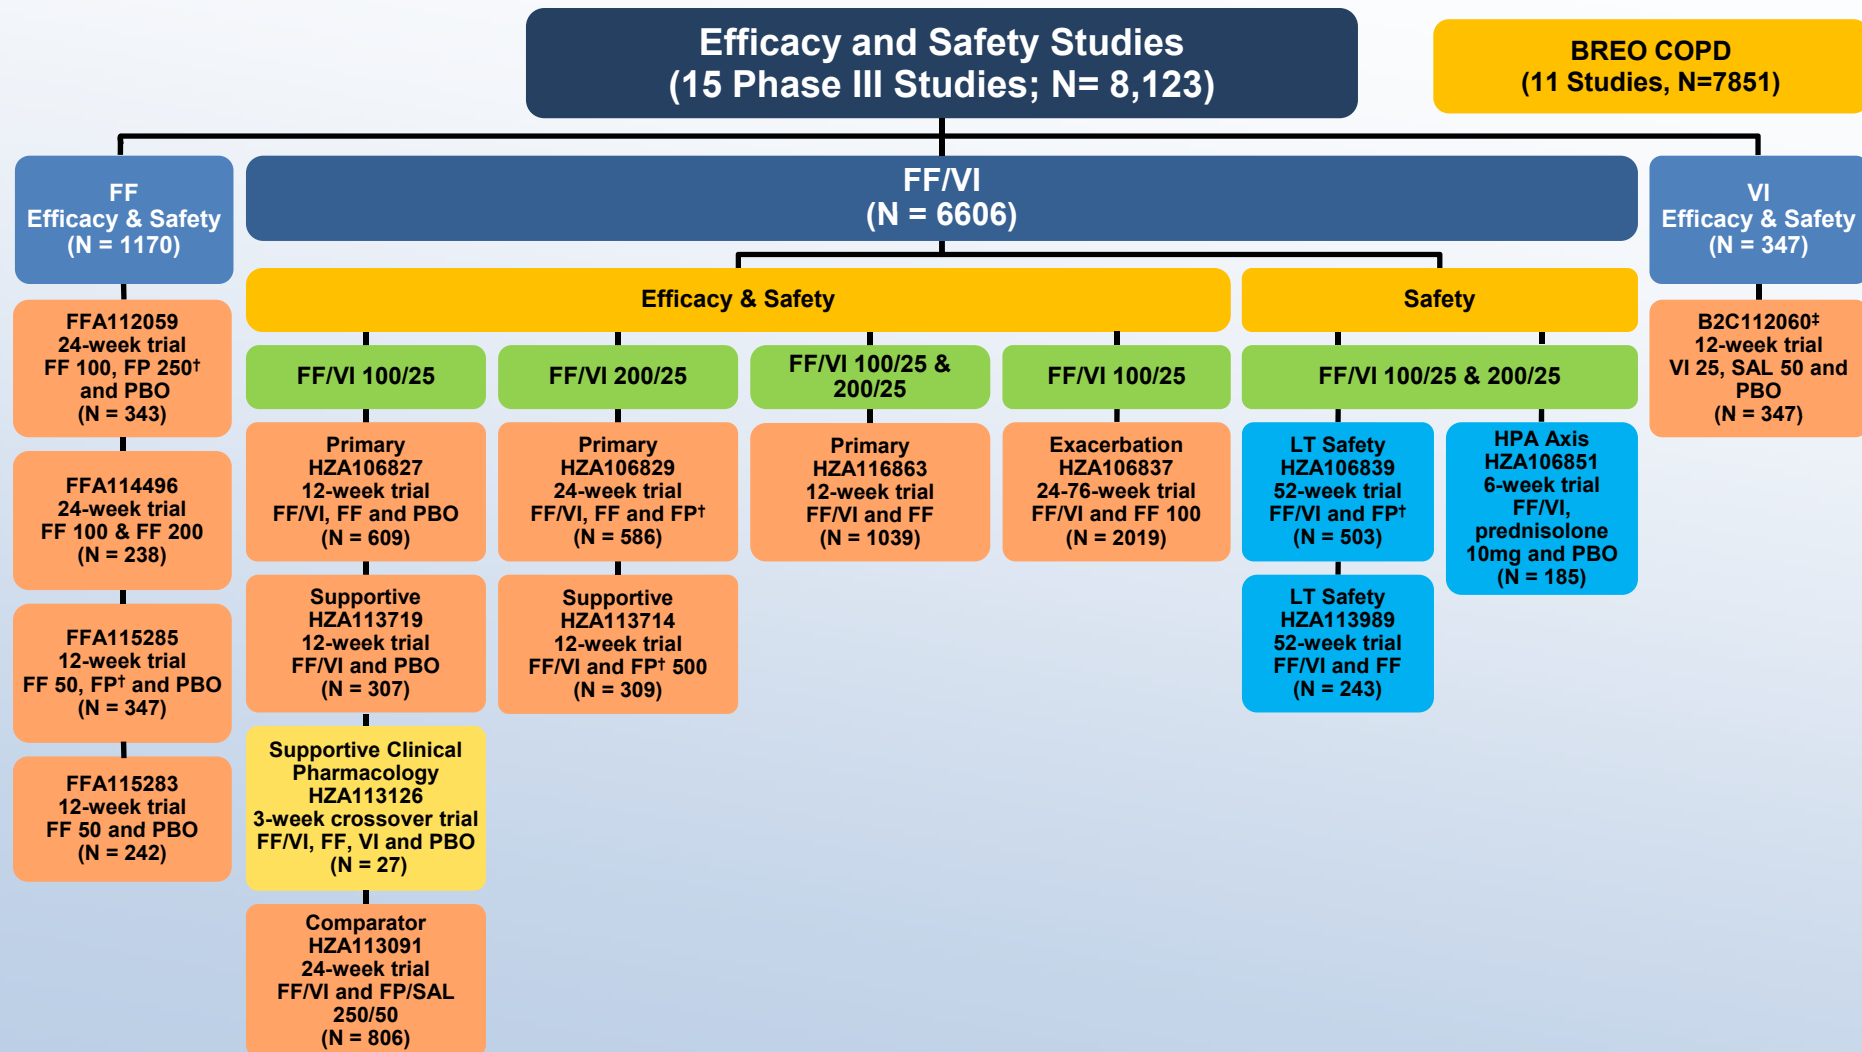 Efficacy and Safety Studies
(15 Phase III Studies; N= 8,123)
BREO COPD
(11 Studies, N=7851)
FF
Efficacy & Safety
(N = 1170)
FF/VI
(N = 6606)
VI
Efficacy & Safety
(N = 347)
Efficacy & Safety
Safety
FF/VI 100/25
FF/VI 200/25
FF/VI 100/25 &
200/25
FF/VI 100/25
FF/VI 100/25 & 200/25
FFA112059
24-week trial
FF 100, FP 250†
and PBO
(N = 343)
FFA114496
24-week trial
FF 100 & FF 200
(N = 238)
FFA115285
12-week trial
FF 50, FP† and PBO
(N = 347)
FFA115283
12-week trial
FF 50 and PBO
(N = 242)
Primary
HZA106827
12-week trial
FF/VI, FF and PBO
(N = 609)
Supportive
HZA113719
12-week trial
FF/VI and PBO
(N = 307)
Supportive Clinical
Pharmacology
HZA113126
3-week crossover trial
FF/VI, FF, VI and PBO
(N = 27)
Comparator
HZA113091
24-week trial
FF/VI and FP/SAL
250/50
(N = 806)
Primary
HZA106829
24-week trial
FF/VI, FF and FP†
(N = 586)
Supportive
HZA113714
12-week trial
FF/VI and FP† 500
(N = 309)
Primary
HZA116863
12-week trial
FF/VI and FF
(N = 1039)
Exacerbation
HZA106837
24-76-week trial
FF/VI and FF 100
(N = 2019)
LT Safety
HZA106839
52-week trial
FF/VI and FP†
(N = 503)
LT Safety
HZA113989
52-week trial
FF/VI and FF
(N = 243)
HPA Axis
HZA106851
6-week trial
FF/VI,
prednisolone
10mg and PBO
(N = 185)
B2C112060‡
12-week trial
VI 25, SAL 50 and
PBO
(N = 347)